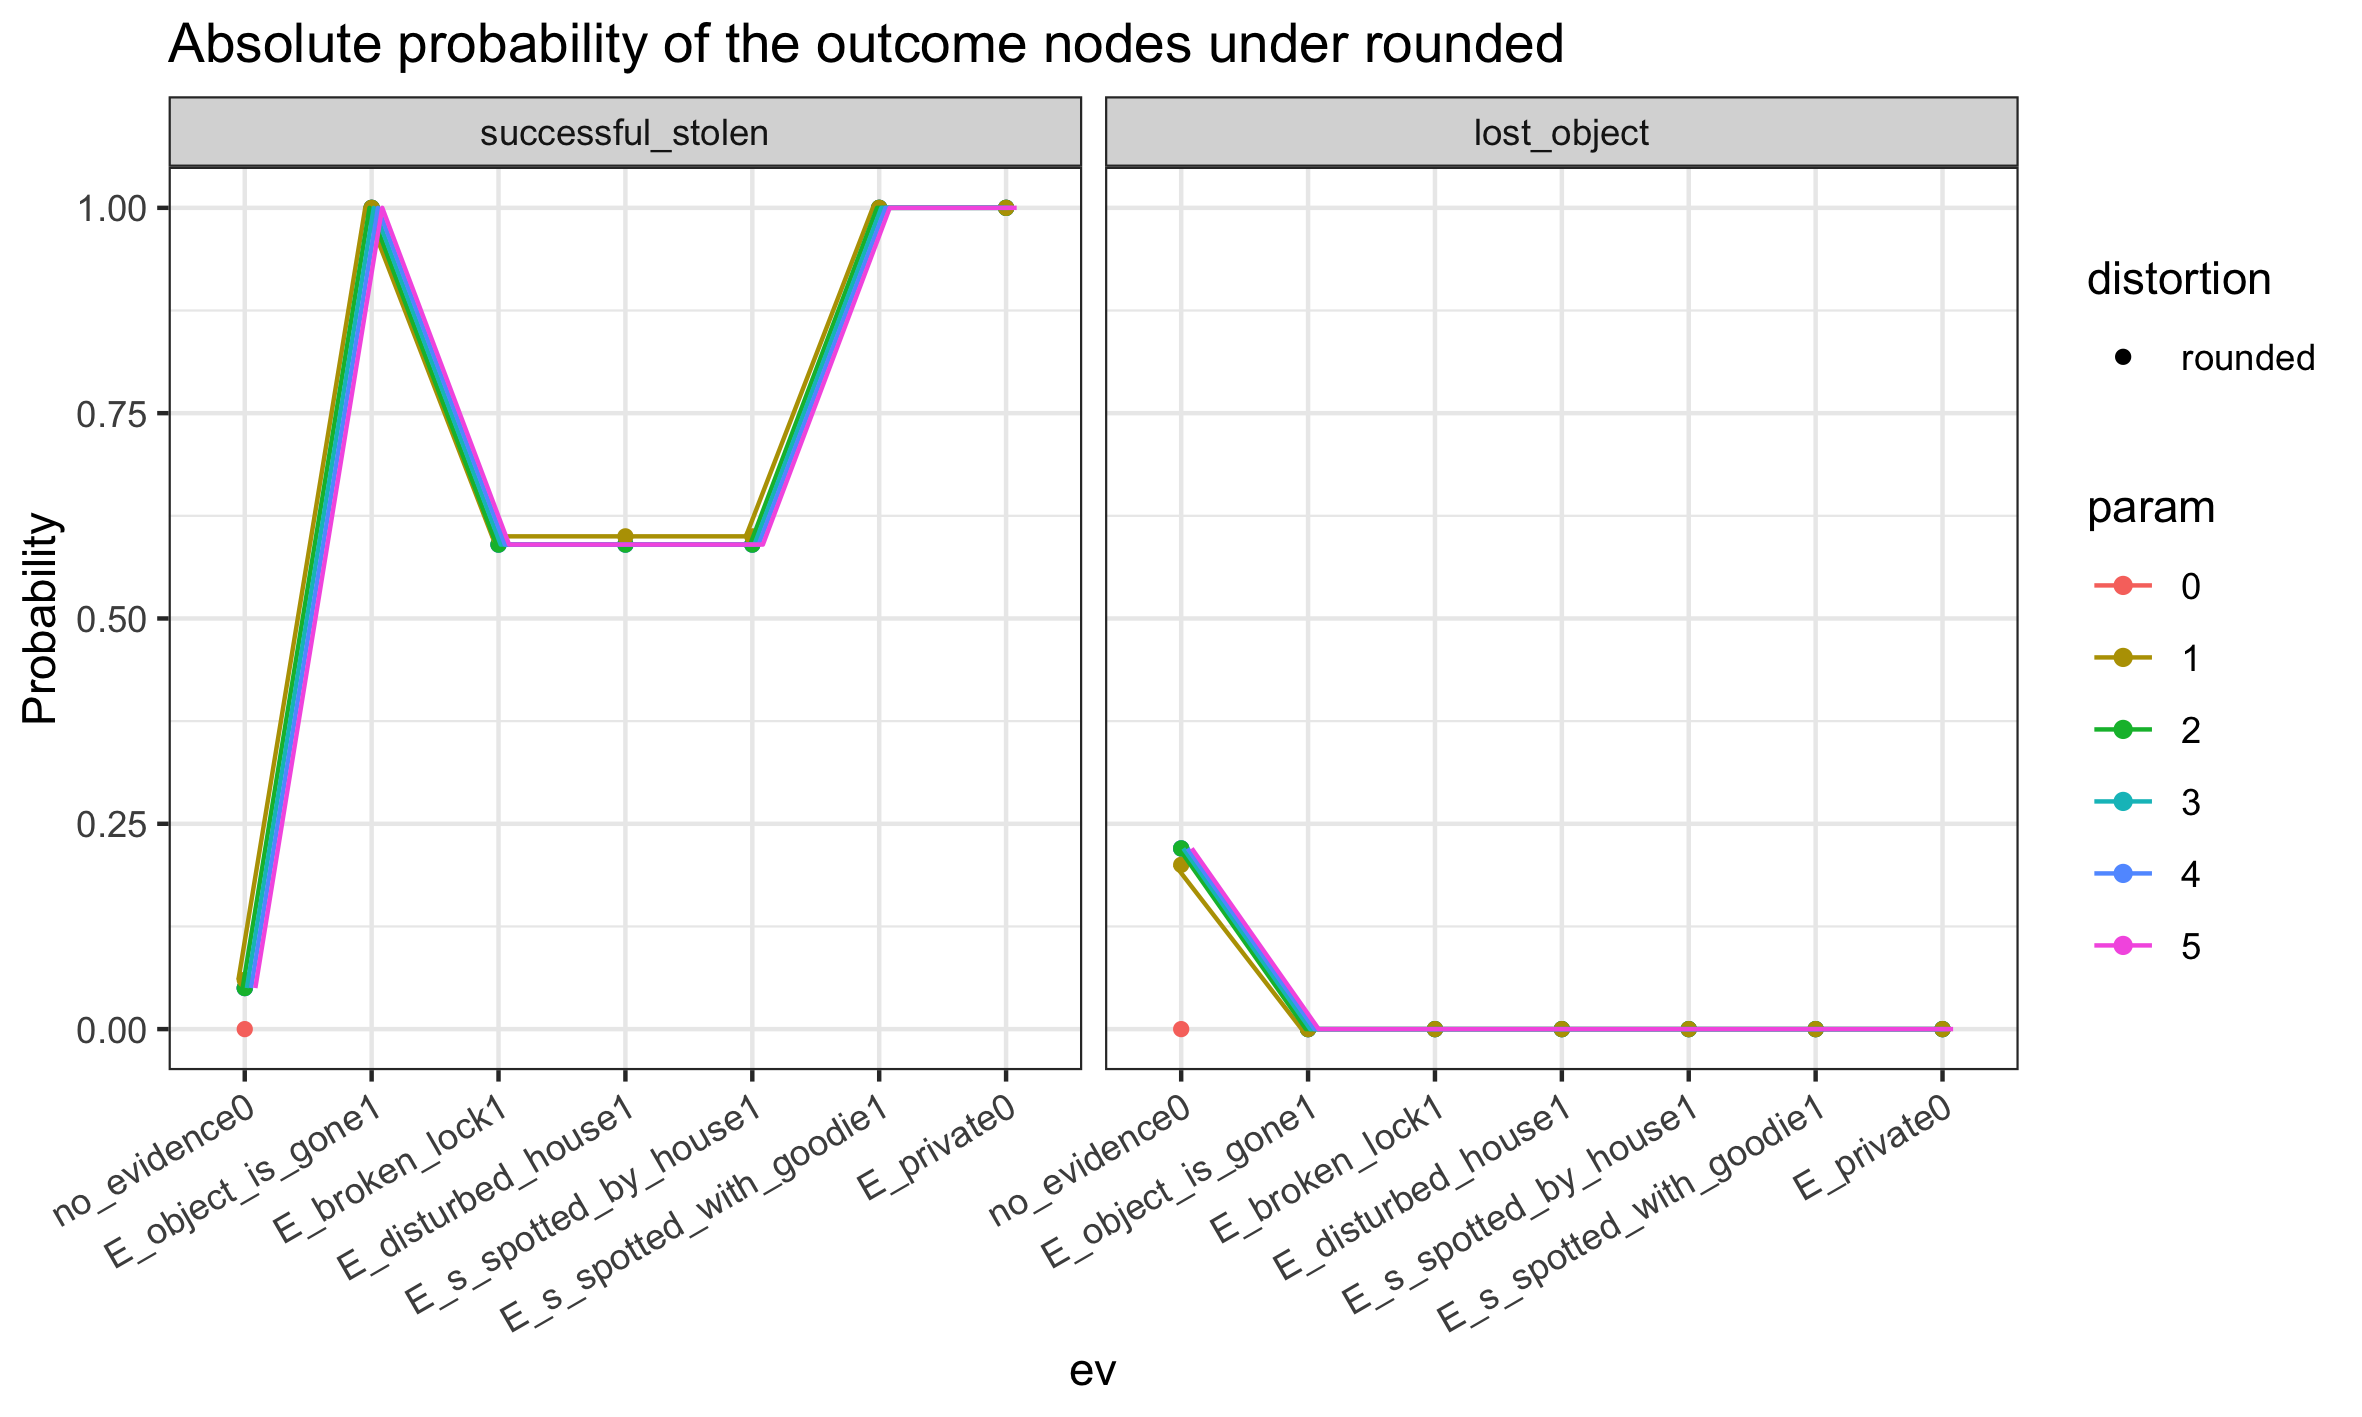 Absolute probability of the outcome nodes under rounded
successful_stolen
lost_object
Probability
1.00
0.75
0.50
0.25
0.00
no_evidence0
E_object_is_gone1
E_broken_lock1
E_disturbed_house1
E_s_spotted_by_house1
E_s_spotted_with_goodie1
E_private0
no_evidence0
E_object_is_gone1
E_broken_lock1
E_disturbed_house1
E_s_spotted_by_house1
E_s_spotted_with_goodie1
E_private0
ev
distortion
rounded
param
0
1
2
3
4
5